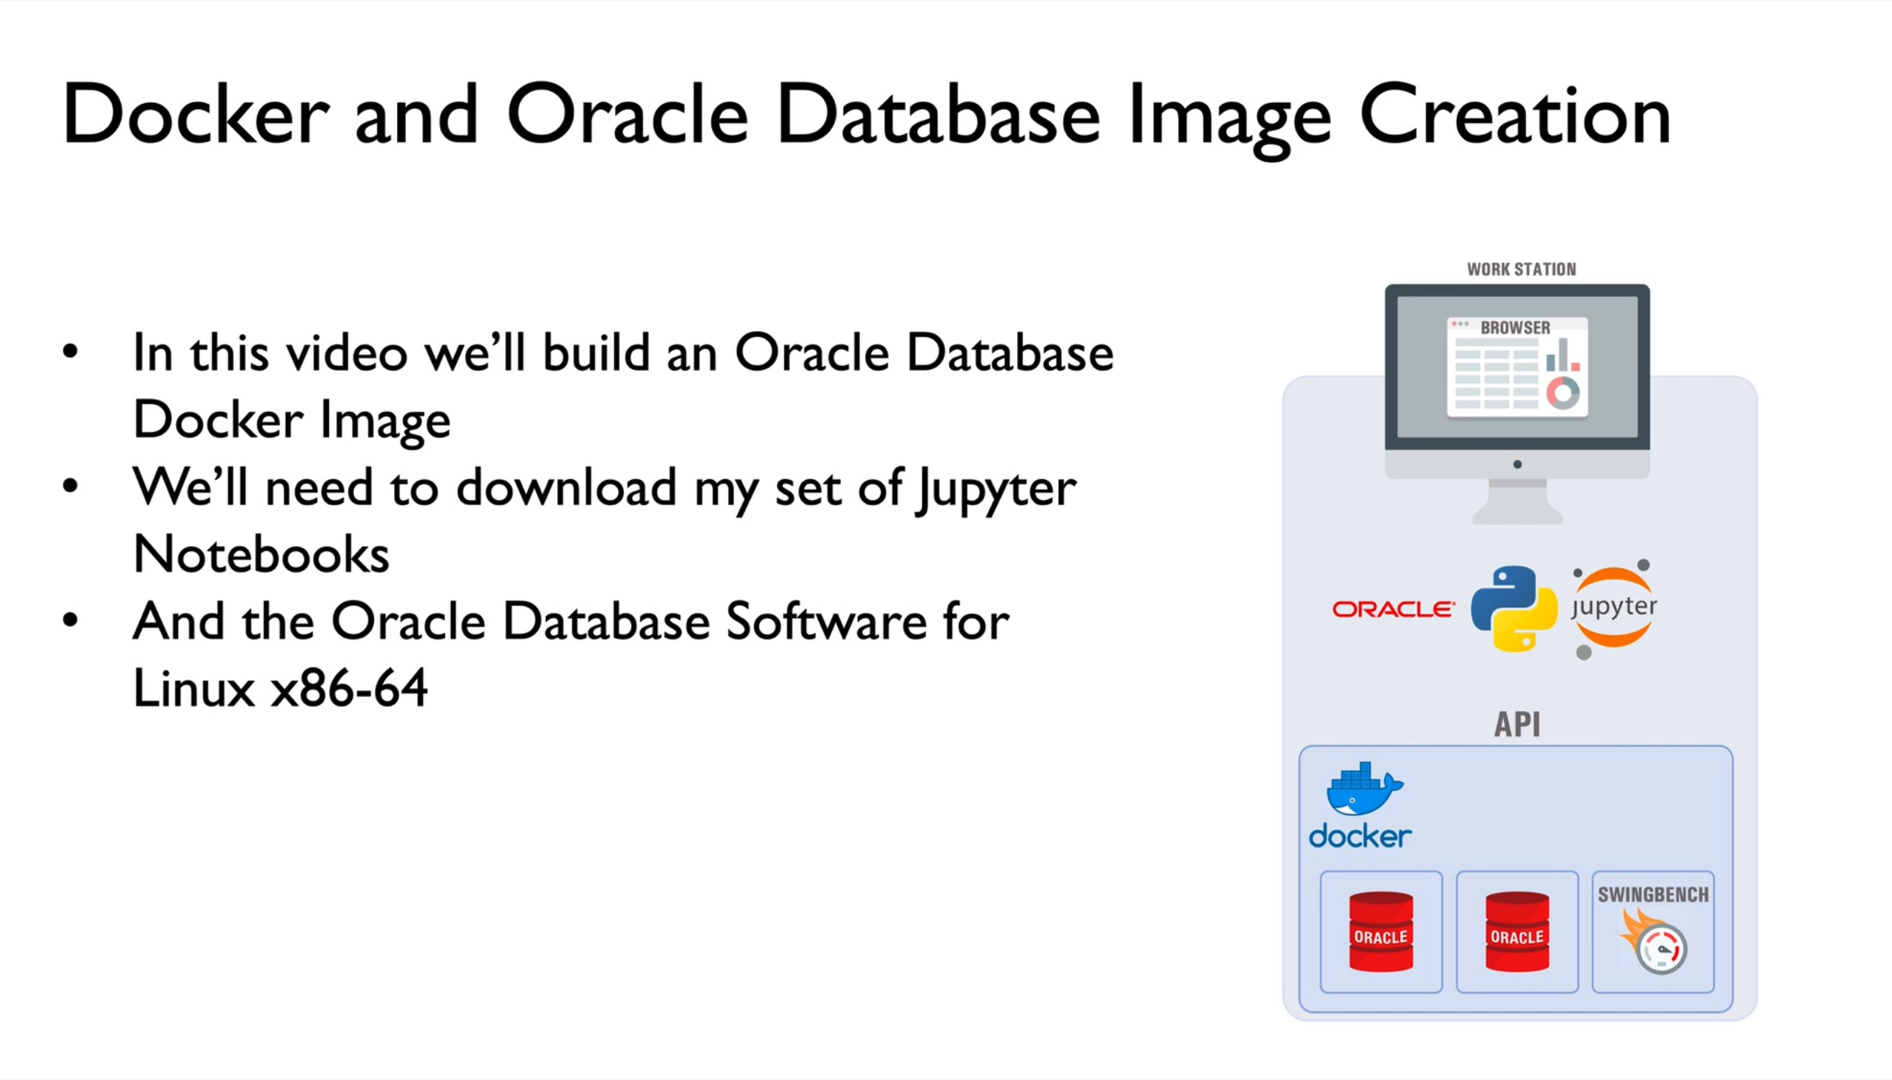 Docker and Oracle Database Image Creation
• In this video we’ll build an Oracle Database
Docker Image
• We’ll need to download my set of Jupyter
Notebooks
• And the Oracle Database Software for
Linux x86-64
WORK STATION
BROWSER
ORACLE
jupyter
API
docker
ORACLE
ORACLE
SWINGBENCH